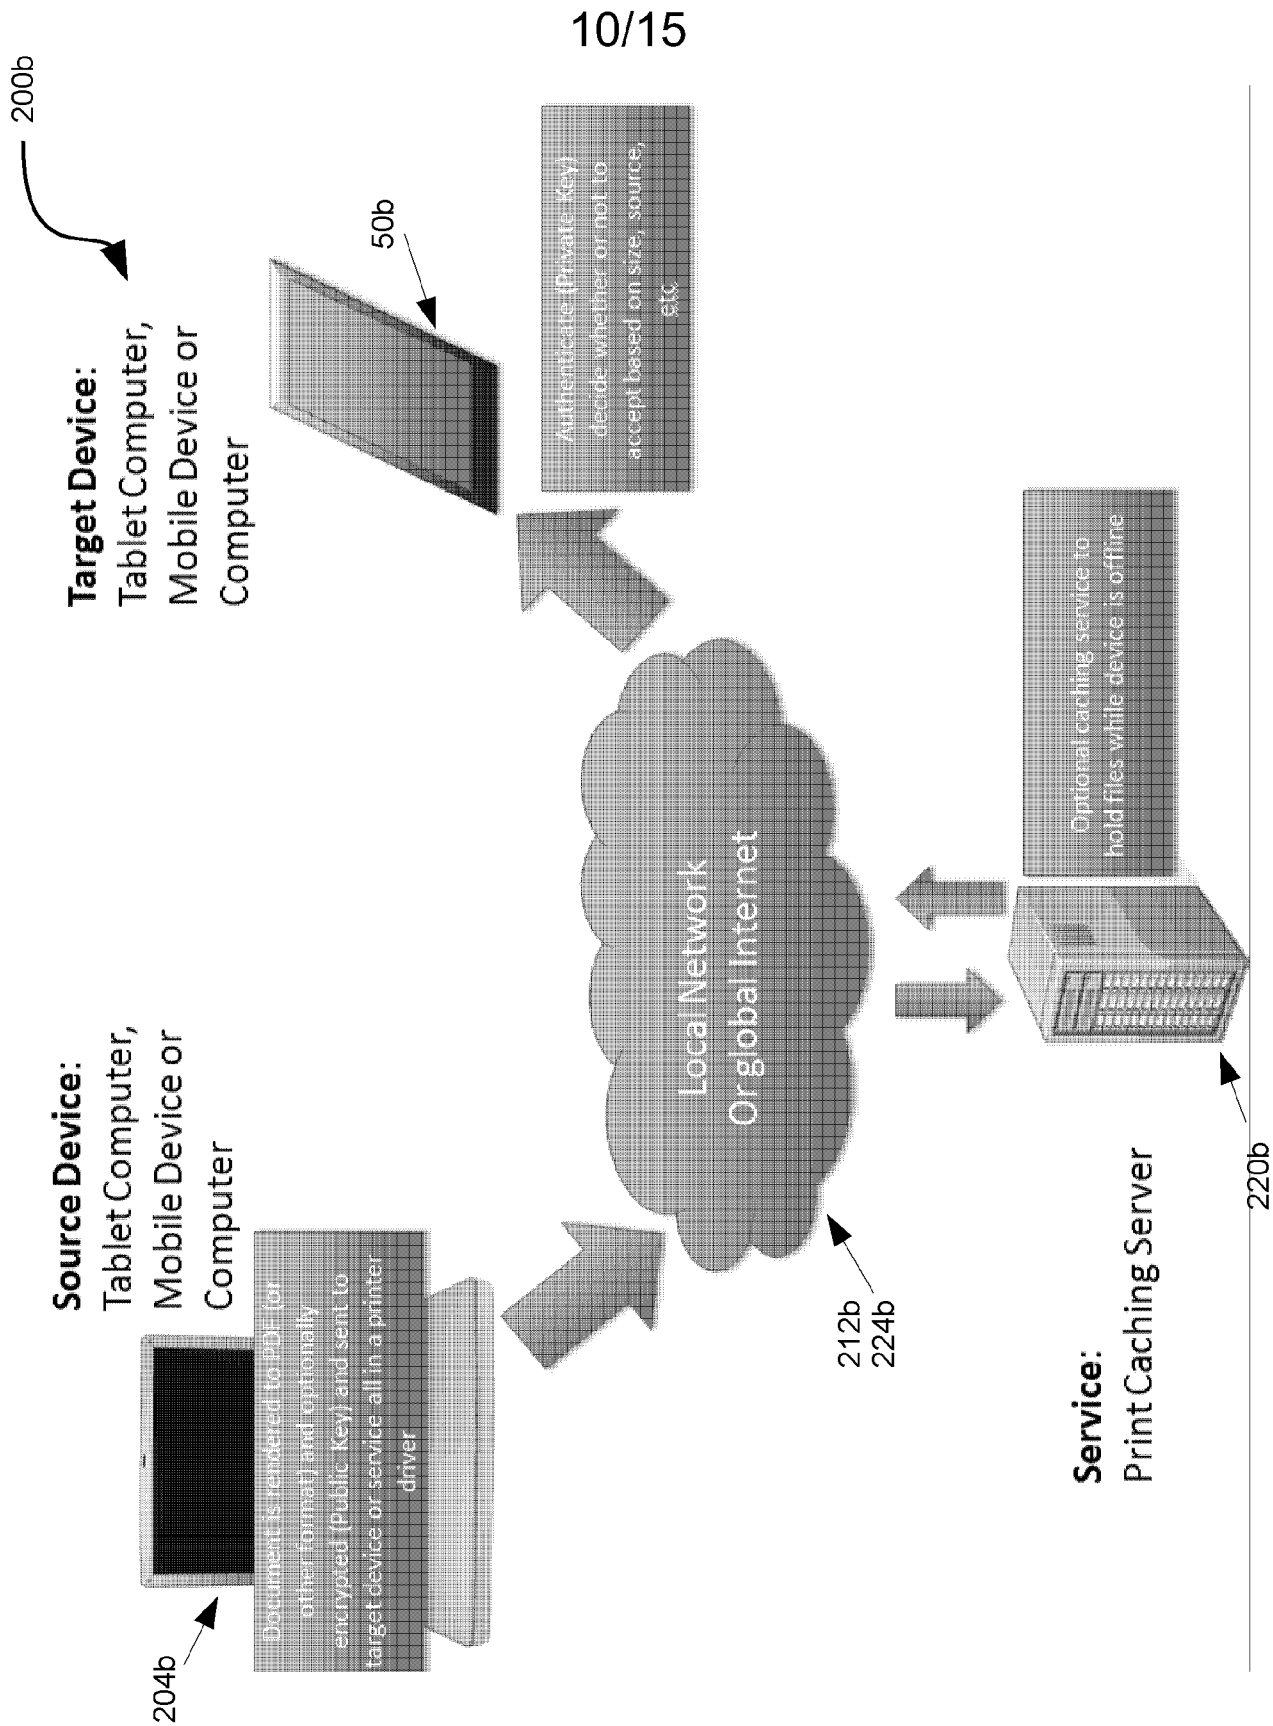 10/15
200b
Source Device:
Tablet Computer,
Mobile Device or
Computer
Target Device:
Tablet Computer,
Mobile Device or
Computer
204b
Document is rendered to PDF (or
other format) and optionally
encrypted (Public Key) and sent to
target device or service all in a printer
driver
50b
Authenticate (Private Key)
decide whether or not to
accept based on size, source,
etc
Local Network
Or global Internet
212b
224b
Service:
Print Caching Server
220b
Optional caching service to
hold files while device is offline